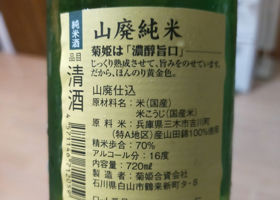 山廃純米
菊姫は「濃醇旨口」
じっくり熟成させて、旨みをのせています。
だから、ほんのり黄金色。
山廃仕込
原材料名：米(国産)
米こうじ(国産米)
原料米：兵庫県三木市吉川町
(特A地区)産山田錦100%使用
精米歩合：70%
アルコール分：16度
内容量：720㎖
製造者：菊姫合資会社
石川県白山市鶴来新町タ-8
純米酒
品目
清酒